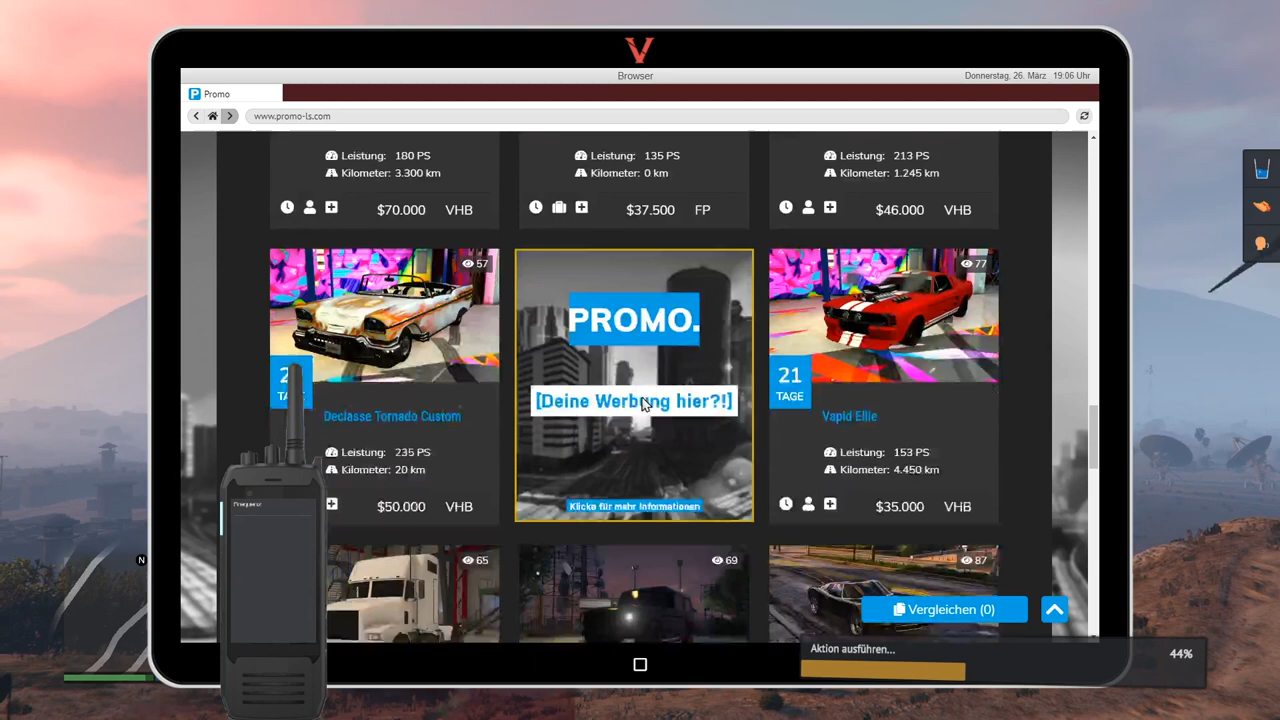 Browser
Donnerstag, 26. März 19:06 Uhr
Promo
www.promo-ls.com
Leistung: 180 PS
Kilometer: 3.300 km
$70.000 VHB
Leistung: 135 PS
Kilometer: 0 km
$37.500 FP
Leistung: 213 PS
Kilometer: 1.245 km
$46.000 VHB
57
Declasse Tornado Custom
Leistung: 235 PS
Kilometer: 20 km
$50.000 VHB
PROMO.
[Deine Werbung hier?!]
Klicke für mehr Informationen
77
21
TAGE
Vapid Ellie
Leistung: 153 PS
Kilometer: 4.450 km
$35.000 VHB
65
69
87
Vergleichen (0)
Aktion ausführen...
44%
N